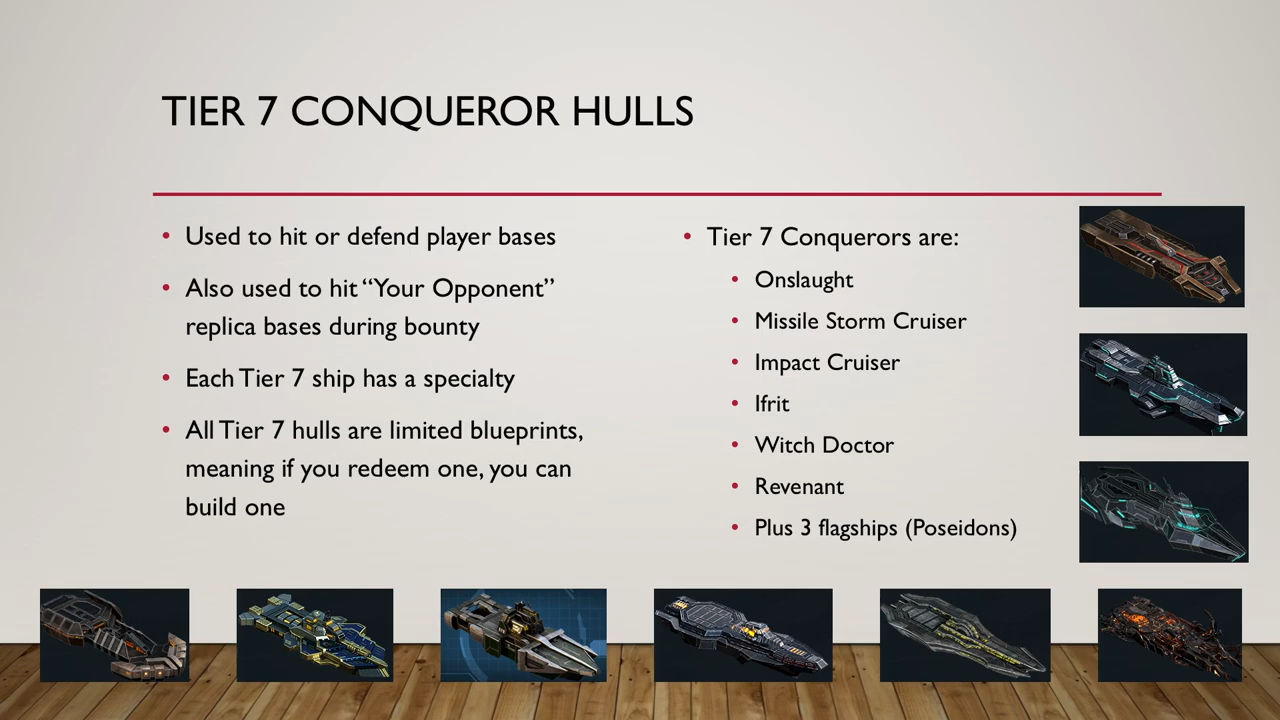 TIER 7 CONQUEROR HULLS
• Used to hit or defend player bases
• Also used to hit “Your Opponent”
replica bases during bounty
• Each Tier 7 ship has a specialty
• All Tier 7 hulls are limited blueprints,
meaning if you redeem one, you can
build one
• Tier 7 Conquerors are:
• Onslaught
• Missile Storm Cruiser
• Impact Cruiser
• Ifrit
• Witch Doctor
• Revenant
• Plus 3 flagships (Poseidons)